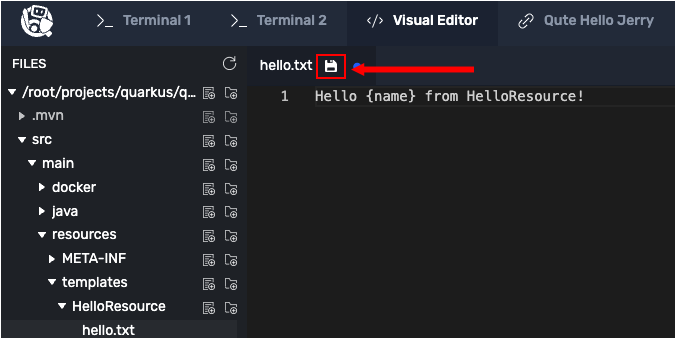 >_ Terminal 1 >_ Terminal 2 </> Visual Editor Qute Hello Jerry
FILES
hello.txt
/root/projects/quarkus/q...
1 Hello {name} from HelloResource!
.mvn
src
main
docker
java
resources
META-INF
templates
HelloResource
hello.txt